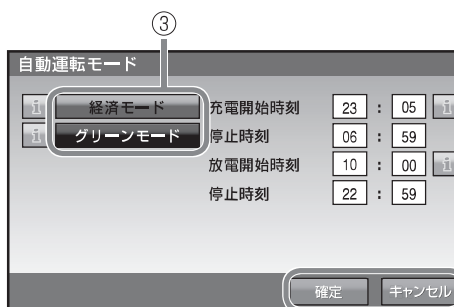 ③
自動運転モード
i 経済モード 充電開始時刻 23 : 05 i
i グリーンモード 停止時刻 06 : 59
放電開始時刻 10 : 00 i
停止時刻 22 : 59
確定 キャンセル